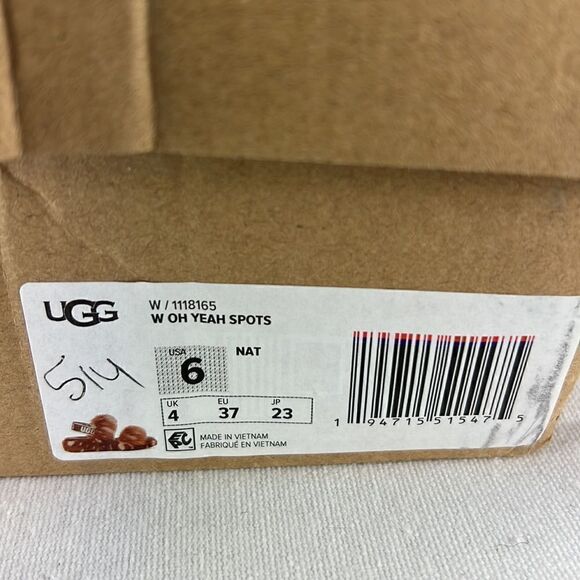 UGG
W / 1118165
W OH YEAH SPOTS
514
USA
6
NAT
UK
4
EU
37
JP
23
MADE IN VIETNAM
FABRIQUÉ EN VIETNAM
UGG
1 94715 51547 5